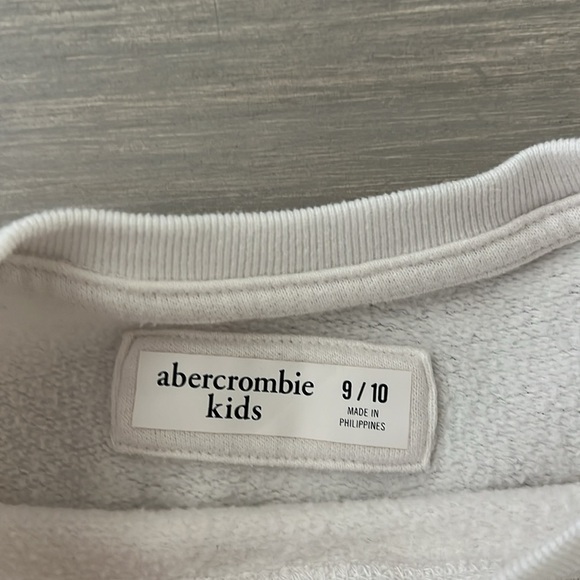 abercrombie
kids
9 / 10
MADE IN
PHILIPPINES